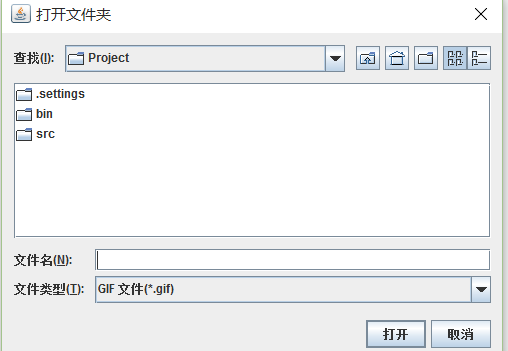 打开文件夹
查找(I): Project
.settings
bin
src
文件名(N):
文件类型(T): GIF 文件(*.gif)
打开 取消